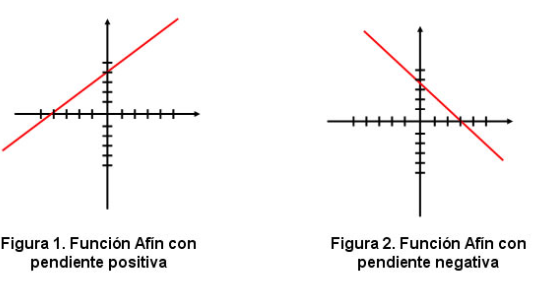 Figura 1. Función Afín con
pendiente positiva
Figura 2. Función Afín con
pendiente negativa